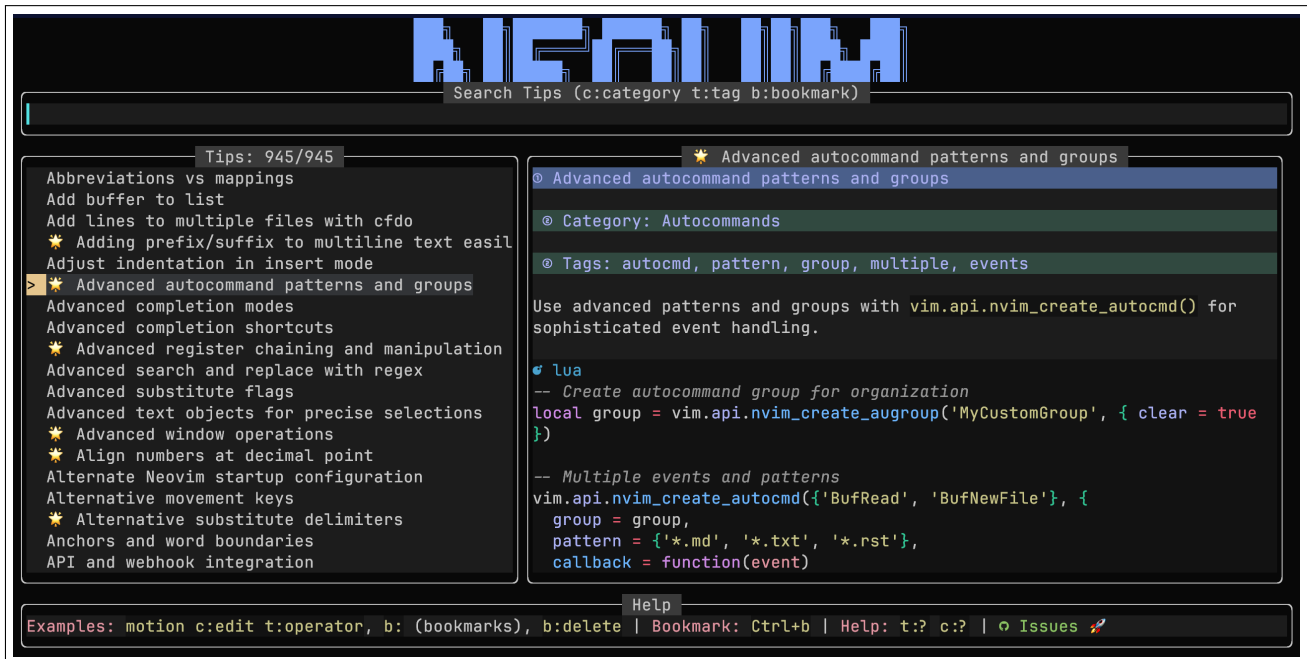 NEOVIM
Search Tips (c:category t:tag b:bookmark)
Tips: 945/945
Abbreviations vs mappings
Add buffer to list
Add lines to multiple files with cfdo
🌟 Adding prefix/suffix to multiline text easil
Adjust indentation in insert mode
> 🌟 Advanced autocommand patterns and groups
Advanced completion modes
Advanced completion shortcuts
🌟 Advanced register chaining and manipulation
Advanced search and replace with regex
Advanced substitute flags
Advanced text objects for precise selections
🌟 Advanced window operations
🌟 Align numbers at decimal point
Alternate Neovim startup configuration
Alternative movement keys
🌟 Alternative substitute delimiters
Anchors and word boundaries
API and webhook integration
🌟 Advanced autocommand patterns and groups
① Advanced autocommand patterns and groups
② Category: Autocommands
② Tags: autocmd, pattern, group, multiple, events
Use advanced patterns and groups with vim.api.nvim_create_autocmd() for
sophisticated event handling.
lua
-- Create autocommand group for organization
local group = vim.api.nvim_create_augroup('MyCustomGroup', { clear = true
})
-- Multiple events and patterns
vim.api.nvim_create_autocmd({'BufRead', 'BufNewFile'}, {
group = group,
pattern = {'*.md', '*.txt', '*.rst'},
callback = function(event)
Help
Examples: motion c:edit t:operator, b: (bookmarks), b:delete | Bookmark: Ctrl+b | Help: t:? c:? | Issues 🚀